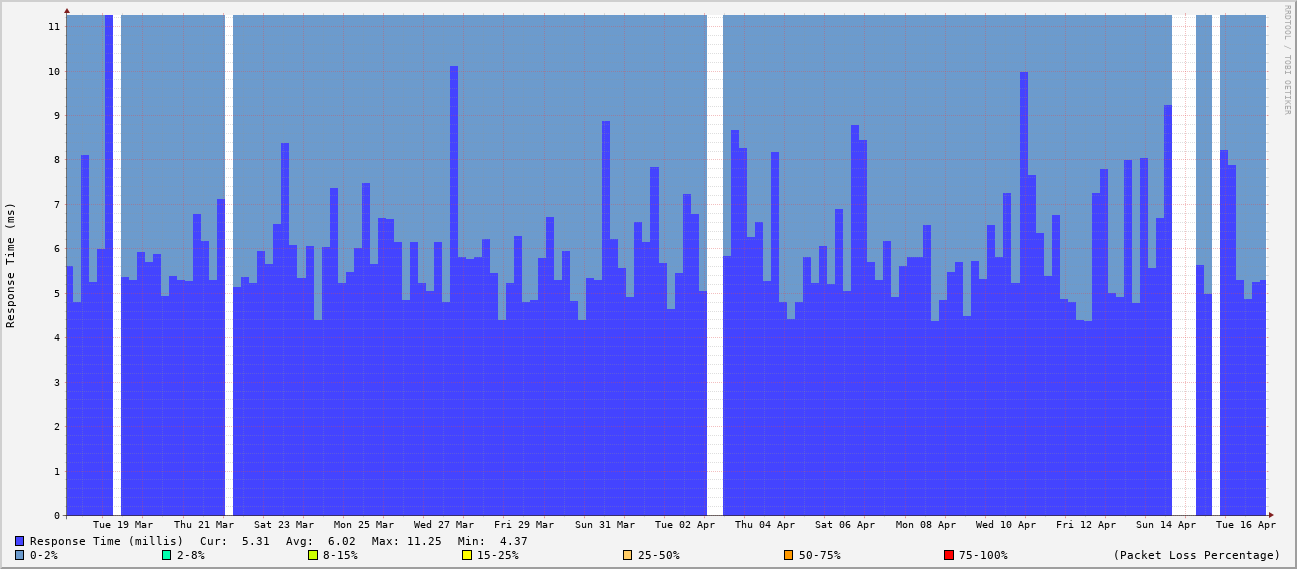 RRDTOOL / TOBI OETIKER
Response Time (ms)
11
10
9
8
7
6
5
4
3
2
1
0
Tue 19 Mar Thu 21 Mar Sat 23 Mar Mon 25 Mar Wed 27 Mar Fri 29 Mar Sun 31 Mar Tue 02 Apr Thu 04 Apr Sat 06 Apr Mon 08 Apr Wed 10 Apr Fri 12 Apr Sun 14 Apr Tue 16 Apr
Response Time (millis) Cur: 5.31 Avg: 6.02 Max: 11.25 Min: 4.37
0-2% 2-8% 8-15% 15-25% 25-50% 50-75% 75-100% (Packet Loss Percentage)